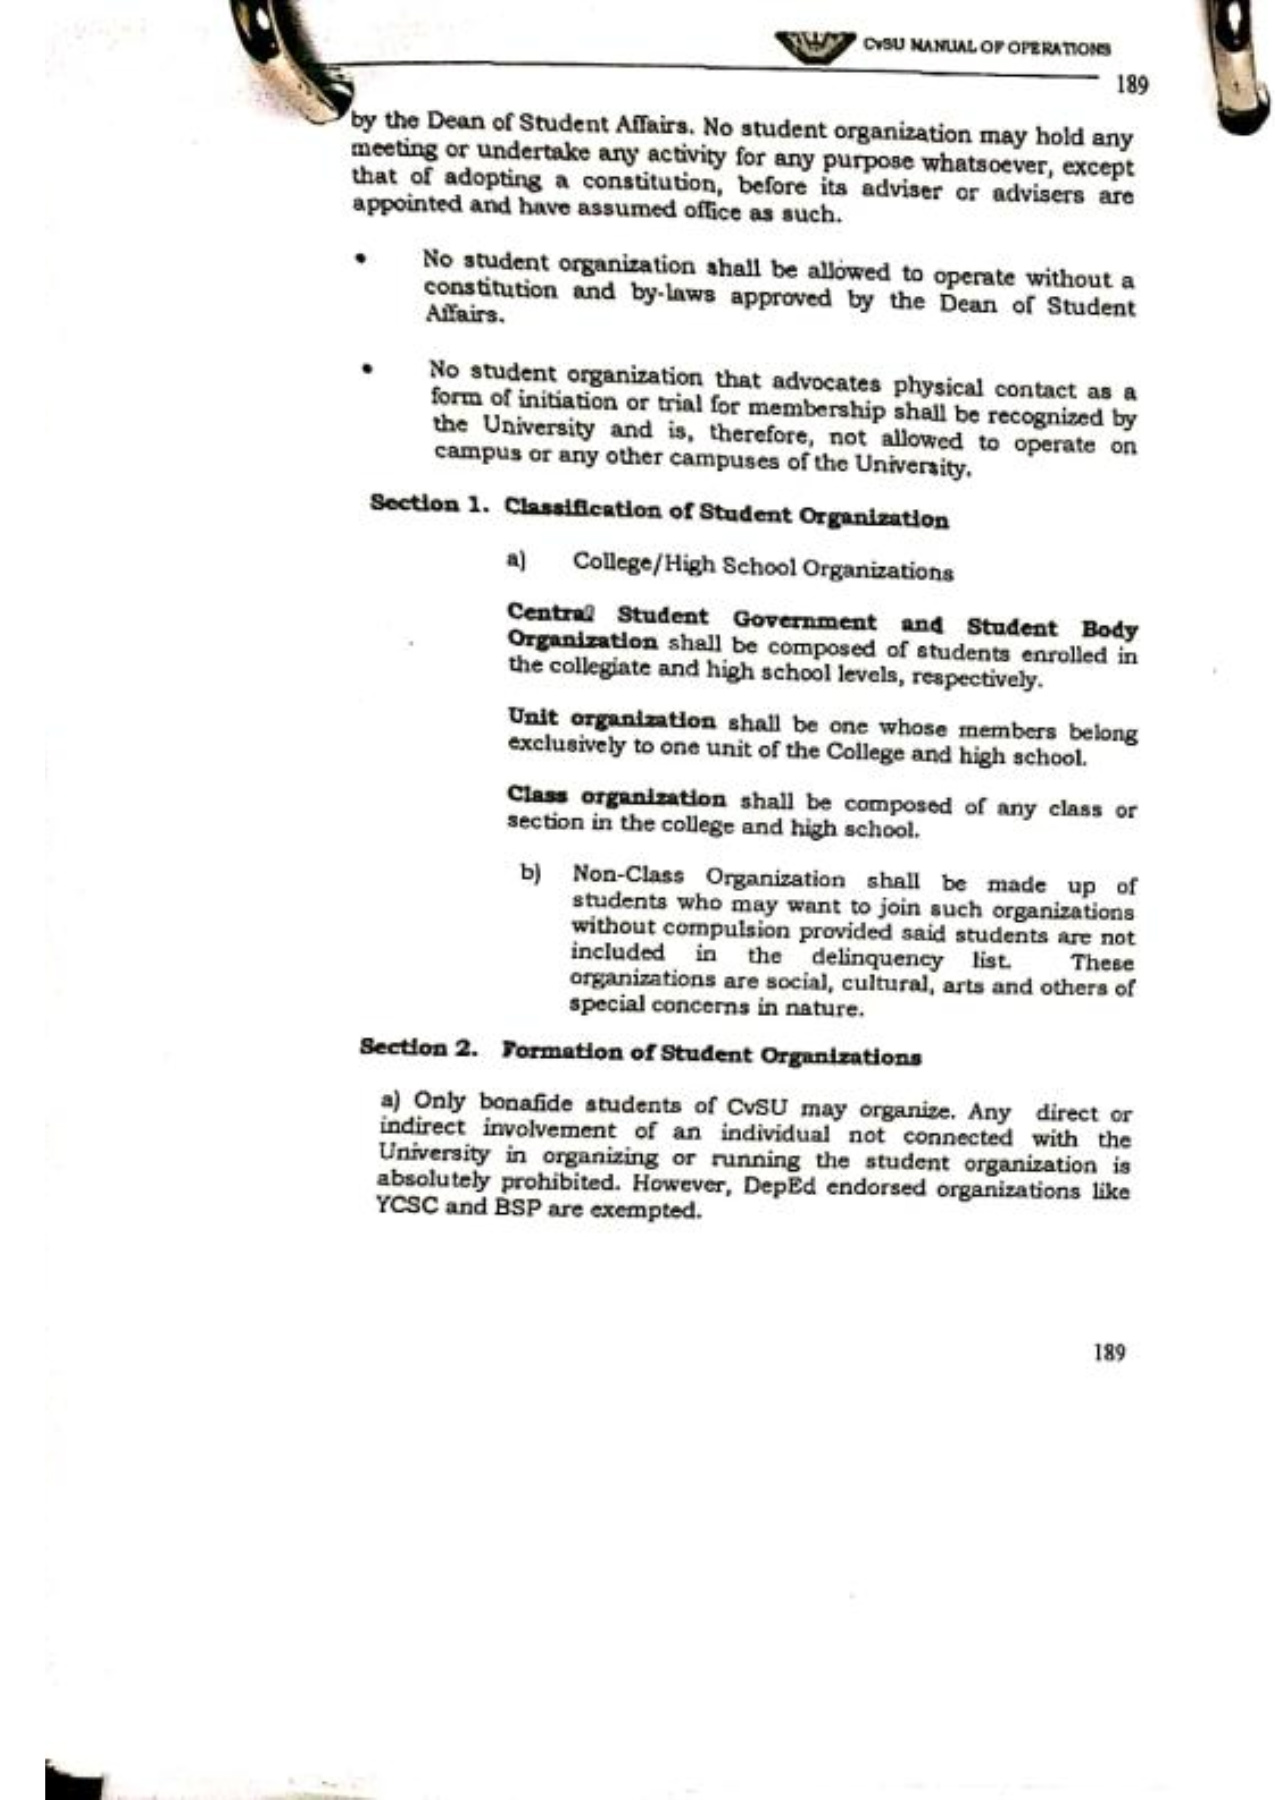 CvSU MANUAL OF OPERATIONS
189
by the Dean of Student Affairs. No student organization may hold any
meeting or undertake any activity for any purpose whatsoever, except
that of adopting a constitution, before its adviser or advisers are
appointed and have assumed office as such.
• No student organization shall be allowed to operate without a
constitution and by-laws approved by the Dean of Student
Affairs.
• No student organization that advocates physical contact as a
form of initiation or trial for membership shall be recognized by
the University and is, therefore, not allowed to operate on
campus or any other campuses of the University.
Section 1. Classification of Student Organization
a) College/High School Organizations
Central Student Government and Student Body
Organization shall be composed of students enrolled in
the collegiate and high school levels, respectively.
Unit organization shall be one whose members belong
exclusively to one unit of the College and high school.
Class organization shall be composed of any class or
section in the college and high school.
b) Non-Class Organization shall be made up of
students who may want to join such organizations
without compulsion provided said students are not
included in the delinquency list. These
organizations are social, cultural, arts and others of
special concerns in nature.
Section 2. Formation of Student Organizations
a) Only bonafide students of CvSU may organize. Any direct or
indirect involvement of an individual not connected with the
University in organizing or running the student organization is
absolutely prohibited. However, DepEd endorsed organizations like
YCSC and BSP are exempted.
189